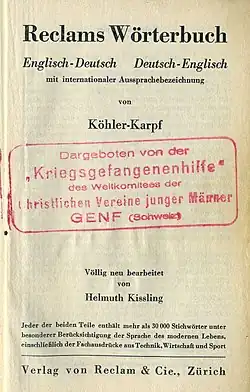 Reclams Wörterbuch
Englisch-Deutsch Deutsch-Englisch
mit internationaler Aussprachebezeichnung
von
Köhler-Karpf
Dargeboten von der
„Kriegsgefangenenhilfe"
des Weltkomitees der
Christlichen Vereine junger Männer
GENF (Schweiz)
Völlig neu bearbeitet
von
Helmuth Kissling
Jeder der beiden Teile enthält mehr als 30 000 Stichwörter unter
besonderer Berücksichtigung der Sprache des modernen Lebens,
einschließlich der Fachausdrücke aus Technik, Wirtschaft und Sport
Verlag von Reclam & Cie., Zürich